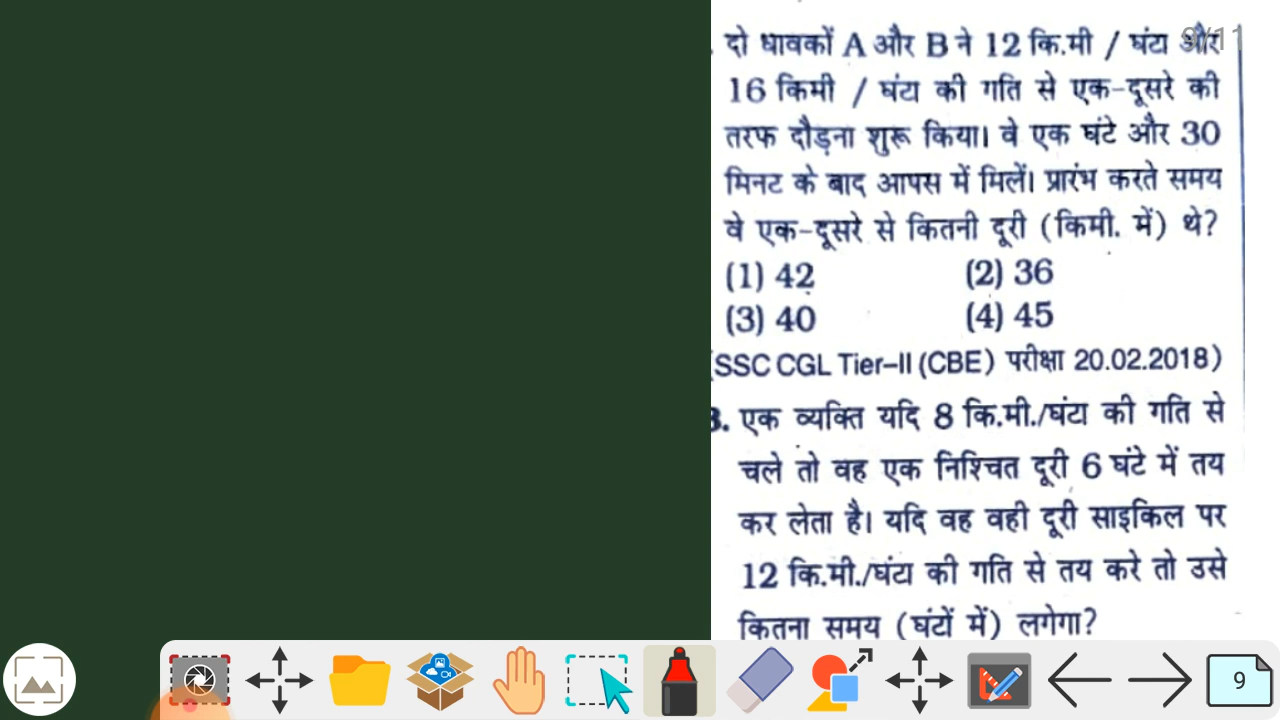 दो धावकों A और B ने 12 कि.मी / घंटा और
9/11
16 किमी / घंटा की गति से एक-दूसरे की
तरफ दौड़ना शुरू किया। वे एक घंटे और 30
मिनट के बाद आपस में मिलें। प्रारंभ करते समय
वे एक-दूसरे से कितनी दूरी (किमी. में) थे?
(1) 42 (2) 36
(3) 40 (4) 45
(SSC CGL Tier-II (CBE) परीक्षा 20.02.2018)
3. एक व्यक्ति यदि 8 कि.मी./घंटा की गति से
चले तो वह एक निश्चित दूरी 6 घंटे में तय
कर लेता है। यदि वह वही दूरी साइकिल पर
12 कि.मी./घंटा की गति से तय करे तो उसे
कितना समय (घंटों में) लगेगा?
9